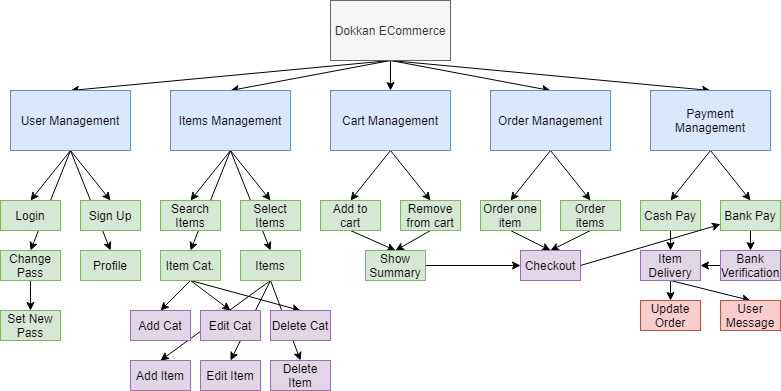 Dokkan ECommerce
User Management
Items Management
Cart Management
Order Management
Payment
Management
Login
Sign Up
Search
Items
Select
Items
Add to
cart
Remove
from cart
Order one
item
Order
items
Cash Pay
Bank Pay
Change
Pass
Profile
Item Cat.
Items
Show
Summary
Checkout
Item
Delivery
Bank
Verification
Set New
Pass
Add Cat
Edit Cat
Delete Cat
Update
Order
User
Message
Add Item
Edit Item
Delete
Item